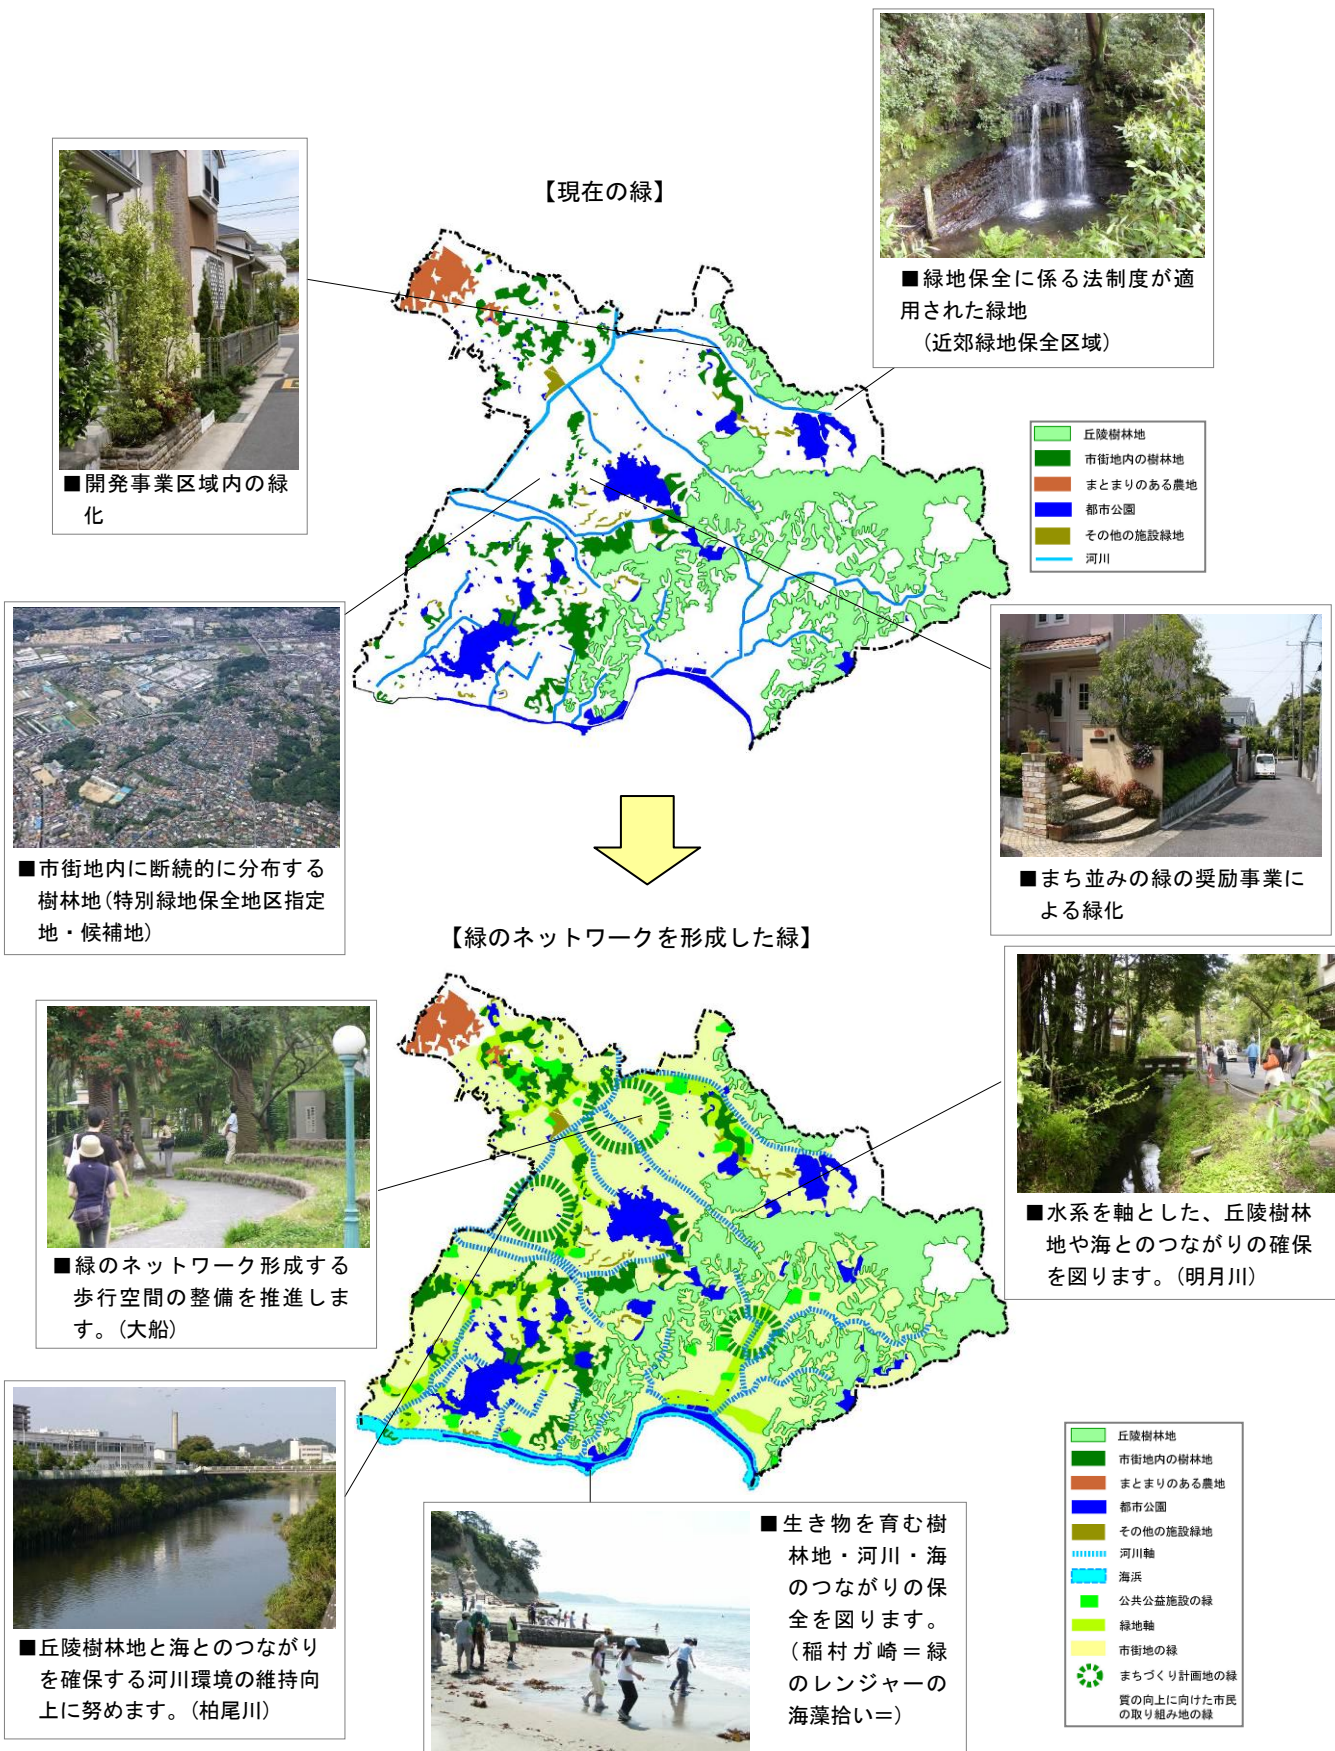 【現在の緑】
■緑地保全に係る法制度が適
用された緑地
(近郊緑地保全区域)
■開発事業区域内の緑
化
丘陵樹林地
市街地内の樹林地
まとまりのある農地
都市公園
その他の施設緑地
河川
■市街地内に断続的に分布する
樹林地(特別緑地保全地区指定
地・候補地)
■まち並みの緑の奨励事業に
よる緑化
【緑のネットワークを形成した緑】
■緑のネットワーク形成する
歩行空間の整備を推進しま
す。(大船)
■水系を軸とした、丘陵樹林
地や海とのつながりの確保
を図ります。(明月川)
■丘陵樹林地と海とのつながり
を確保する河川環境の維持向
上に努めます。(柏尾川)
■生き物を育む樹
林地・河川・海
のつながりの保
全を図ります。
(稲村ガ崎＝緑
のレンジャーの
海藻拾い＝)
丘陵樹林地
市街地内の樹林地
まとまりのある農地
都市公園
その他の施設緑地
河川軸
海浜
公共公益施設の緑
緑地軸
市街地の緑
まちづくり計画地の緑
質の向上に向けた市民
の取り組み地の緑